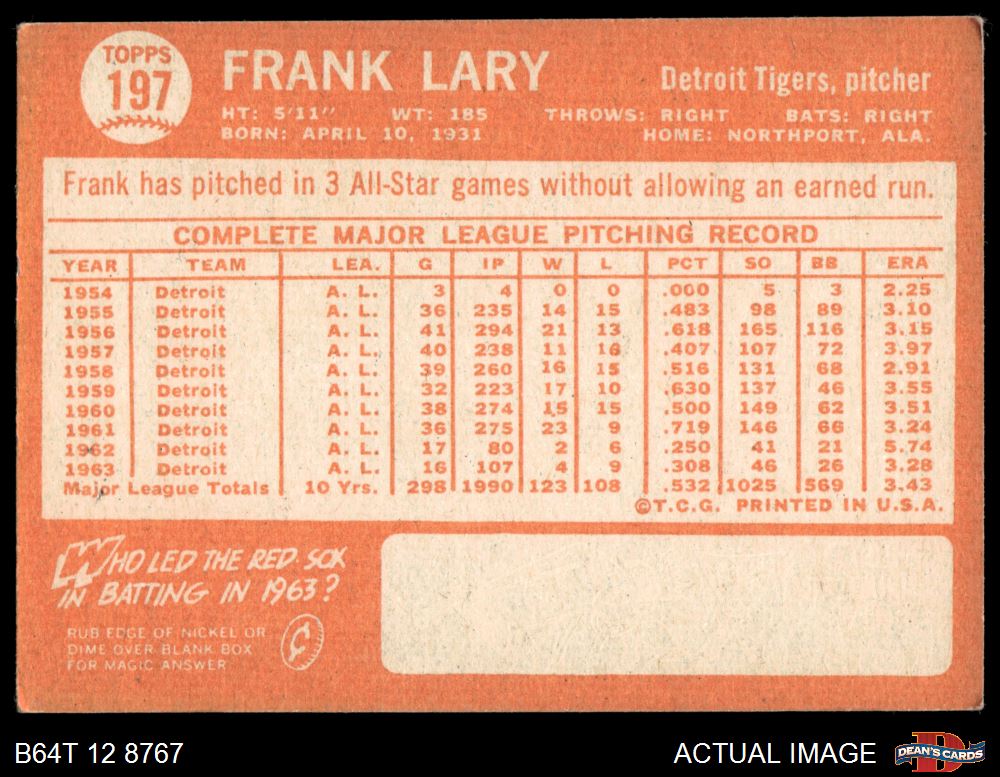 TOPPS
197
FRANK LARY
Detroit Tigers, pitcher
HT: 5'11" WT: 185 THROWS: RIGHT BATS: RIGHT
BORN: APRIL 10, 1931 HOME: NORTHPORT, ALA.
Frank has pitched in 3 All-Star games without allowing an earned run.
COMPLETE MAJOR LEAGUE PITCHING RECORD
YEAR TEAM LEA. G IP W L PCT SO BB ERA
1954 Detroit A. L. 3 4 0 0 .000 5 3 2.25
1955 Detroit A. L. 36 235 14 15 .483 98 89 3.10
1956 Detroit A. L. 41 294 21 13 .618 165 116 3.15
1957 Detroit A. L. 40 238 11 16 .407 107 72 3.97
1958 Detroit A. L. 39 260 16 15 .516 131 68 2.91
1959 Detroit A. L. 32 223 17 10 .630 137 46 3.55
1960 Detroit A. L. 38 274 15 15 .500 149 62 3.51
1961 Detroit A. L. 36 275 23 9 .719 146 66 3.24
1962 Detroit A. L. 17 80 2 6 .250 41 21 5.74
1963 Detroit A. L. 16 107 4 9 .308 46 26 3.28
Major League Totals 10 Yrs. 298 1990 123 108 .532 1025 569 3.43
©T.C.G. PRINTED IN U.S.A.
WHO LED THE RED SOX
IN BATTING IN 1963?
RUB EDGE OF NICKEL OR
DIME OVER BLANK BOX
FOR MAGIC ANSWER
¢
B64T 12 8767
ACTUAL IMAGE
D
DEAN'S CARDS